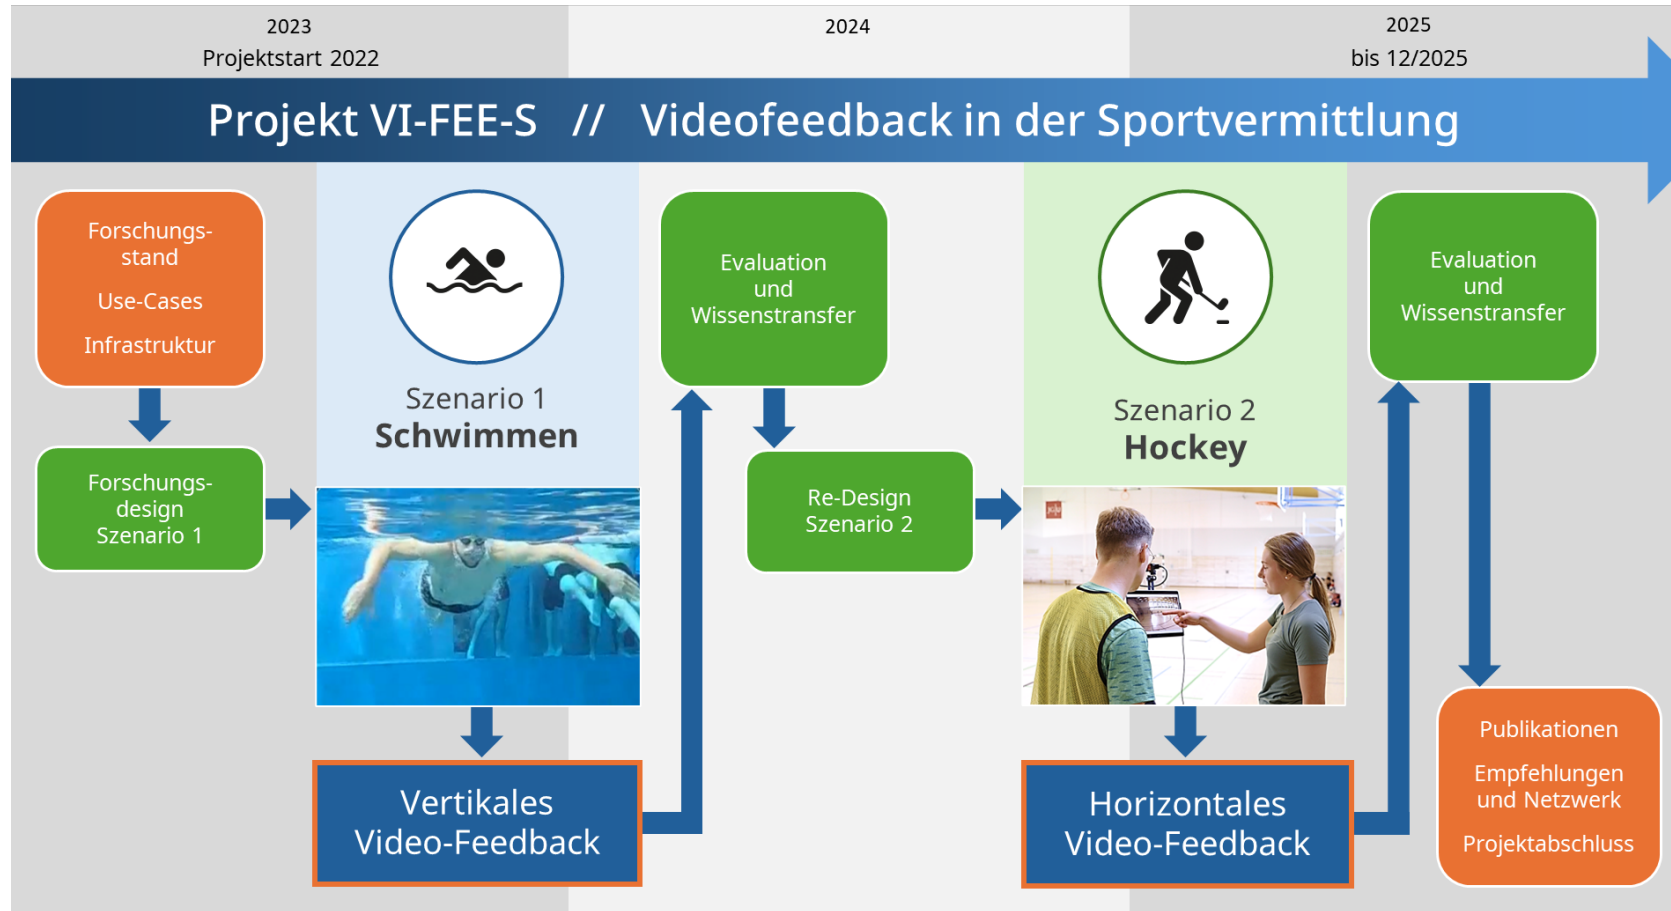 2023
Projektstart 2022
2024
2025
bis 12/2025
Projekt VI-FEE-S // Videofeedback in der Sportvermittlung
Forschungs-
stand
Use-Cases
Infrastruktur
Forschungs-
design
Szenario 1
Szenario 1
Schwimmen
Vertikales
Video-Feedback
Evaluation
und
Wissenstransfer
Re-Design
Szenario 2
Szenario 2
Hockey
Horizontales
Video-Feedback
Evaluation
und
Wissenstransfer
Publikationen
Empfehlungen
und Netzwerk
Projektabschluss